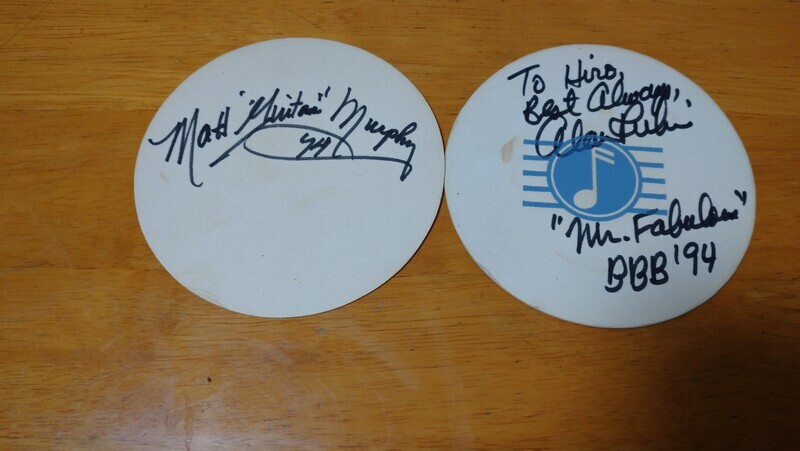 Matt "Guitar" Murphy
94
To Hiro,
Best Always,
Alan Rubin
"Mr. Fabulous"
BBB '94